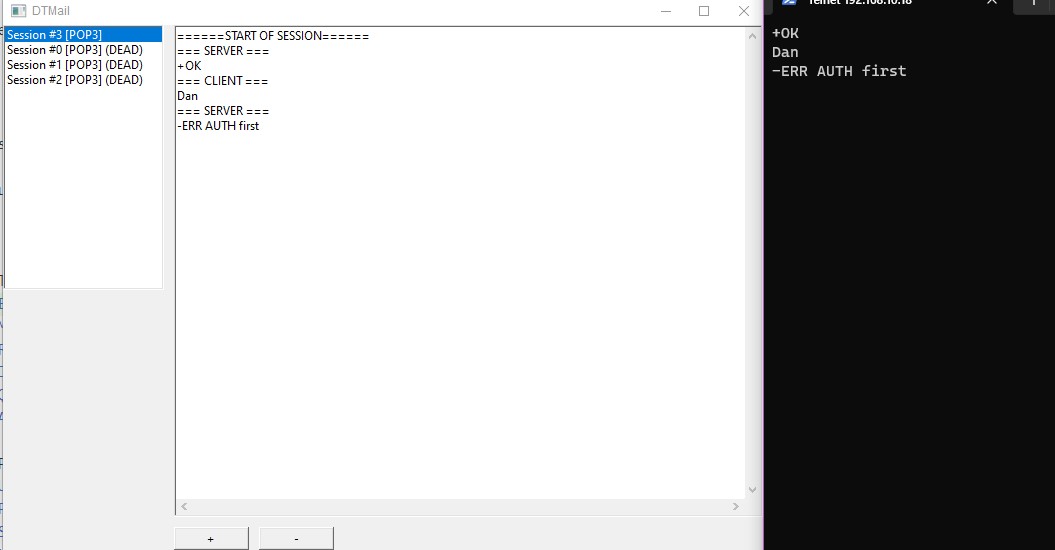 DTMail
Session #3 [POP3]
Session #0 [POP3] (DEAD)
Session #1 [POP3] (DEAD)
Session #2 [POP3] (DEAD)
======START OF SESSION======
=== SERVER ===
+OK
=== CLIENT ===
Dan
=== SERVER ===
-ERR AUTH first
+
-
Telnet 192.168.10.18
+OK
Dan
-ERR AUTH first